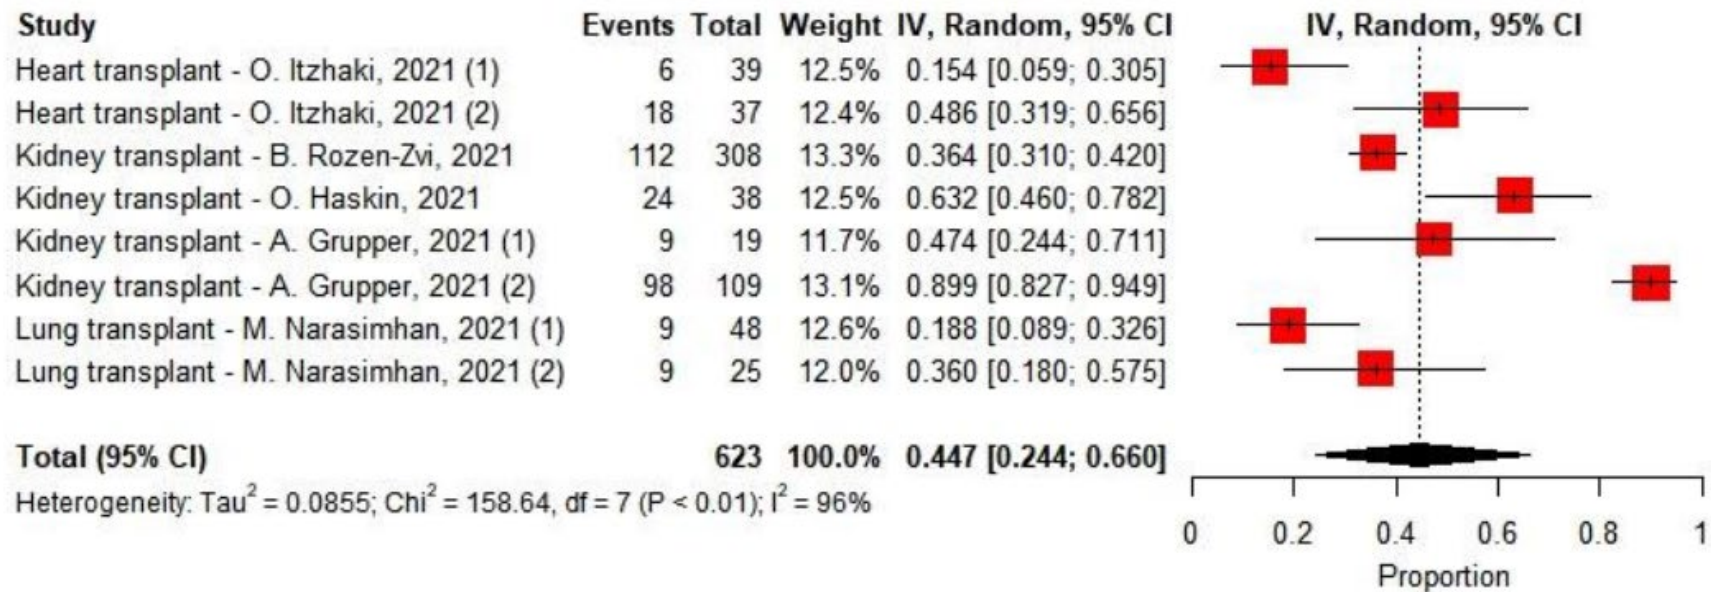 Study Events Total Weight IV, Random, 95% CI IV, Random, 95% CI
Heart transplant - O. Itzhaki, 2021 (1) 6 39 12.5% 0.154 [0.059; 0.305]
Heart transplant - O. Itzhaki, 2021 (2) 18 37 12.4% 0.486 [0.319; 0.656]
Kidney transplant - B. Rozen-Zvi, 2021 112 308 13.3% 0.364 [0.310; 0.420]
Kidney transplant - O. Haskin, 2021 24 38 12.5% 0.632 [0.460; 0.782]
Kidney transplant - A. Grupper, 2021 (1) 9 19 11.7% 0.474 [0.244; 0.711]
Kidney transplant - A. Grupper, 2021 (2) 98 109 13.1% 0.899 [0.827; 0.949]
Lung transplant - M. Narasimhan, 2021 (1) 9 48 12.6% 0.188 [0.089; 0.326]
Lung transplant - M. Narasimhan, 2021 (2) 9 25 12.0% 0.360 [0.180; 0.575]
Total (95% CI) 623 100.0% 0.447 [0.244; 0.660]
Heterogeneity: Tau² = 0.0855; Chi² = 158.64, df = 7 (P < 0.01); I² = 96%
0 0.2 0.4 0.6 0.8 1
Proportion